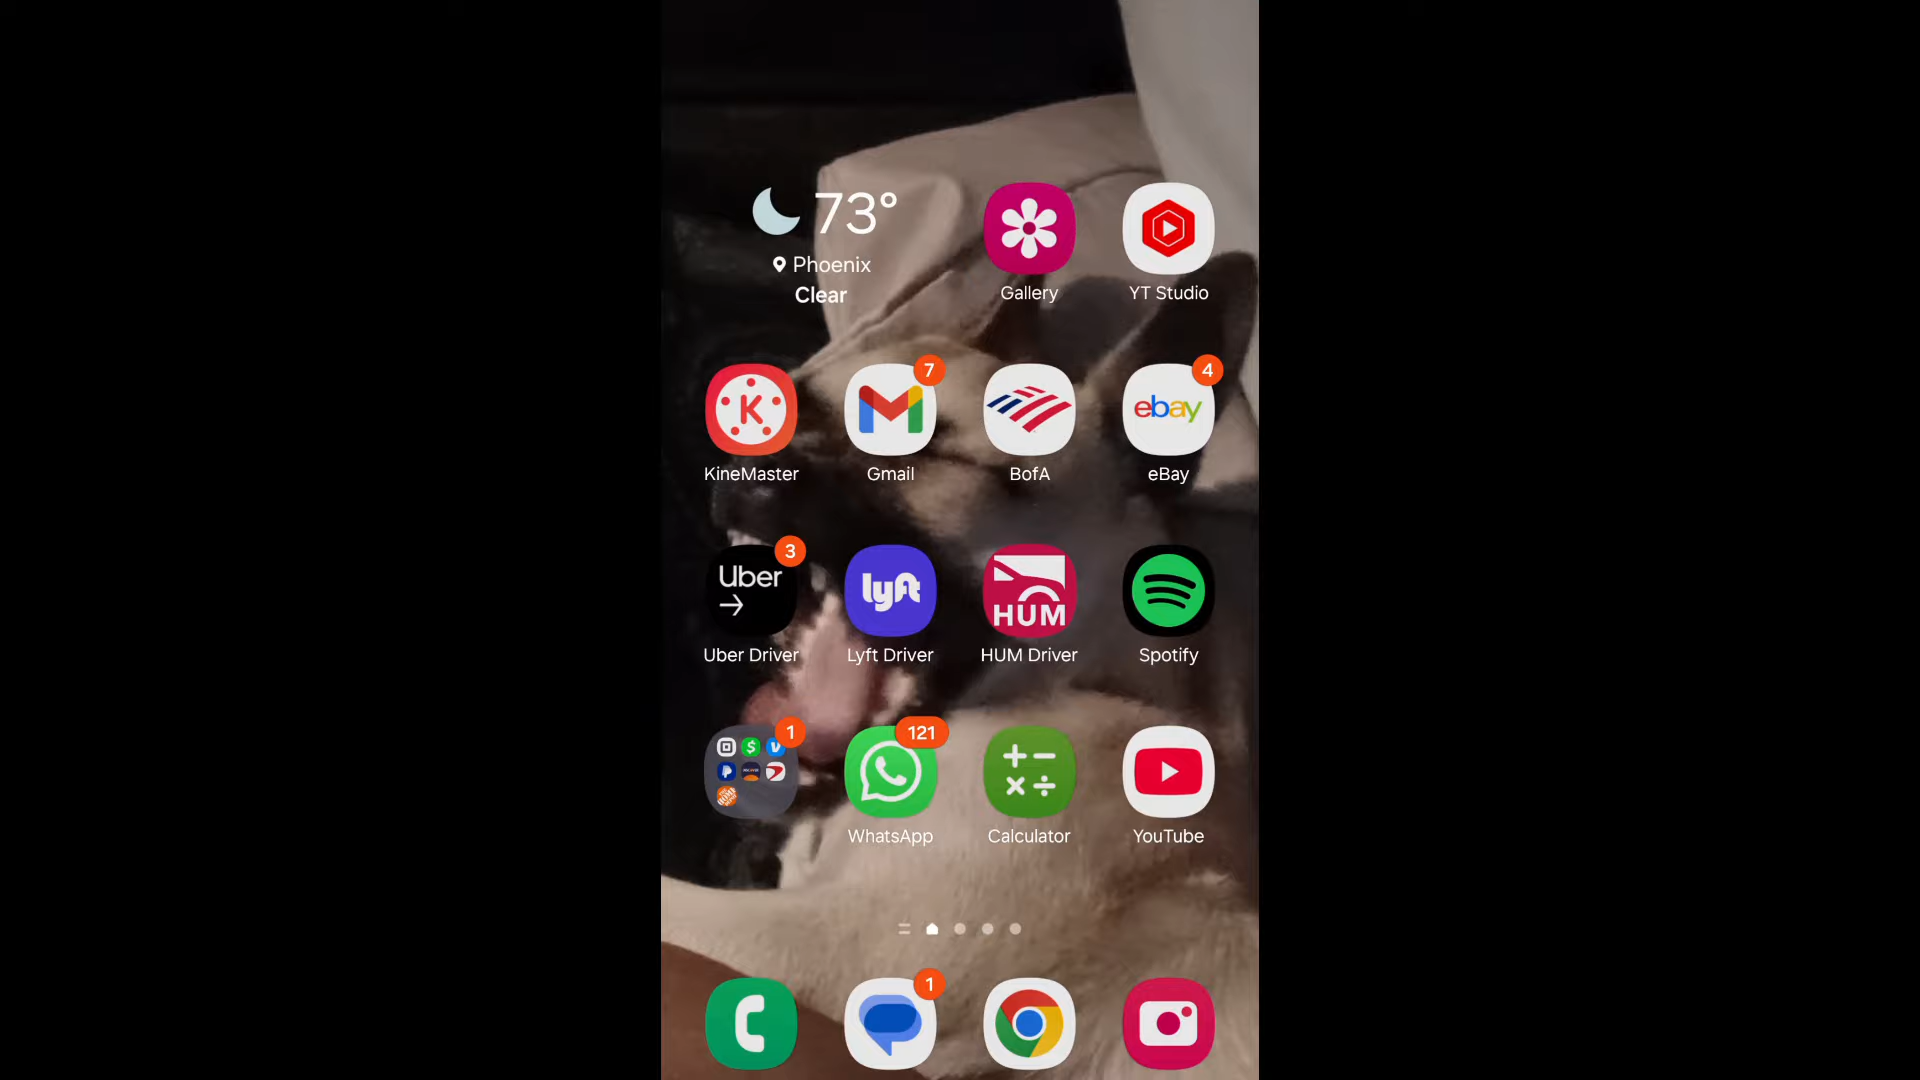 73°
Phoenix
Clear
Gallery
YT Studio
K
7
4
ebay
KineMaster
Gmail
BofA
eBay
3
Uber
lyft
HUM
Uber Driver
Lyft Driver
HUM Driver
Spotify
1
121
WhatsApp
Calculator
YouTube
1